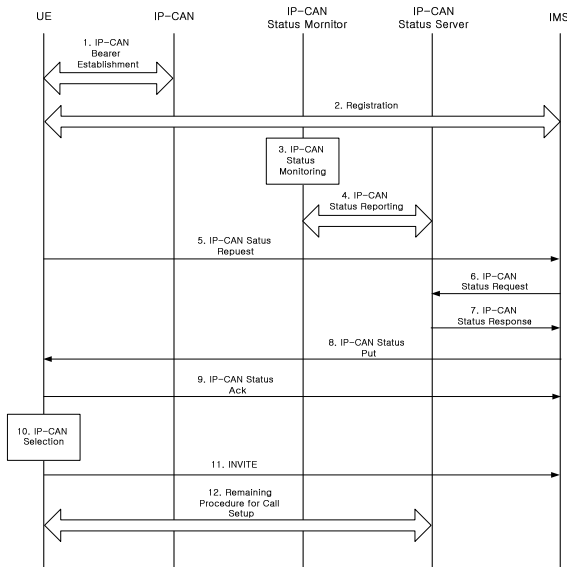 UE
IP-CAN
IP-CAN
Status Mornitor
IP-CAN
Status Server
IMS
1. IP-CAN
Bearer
Establishment
2. Registration
3. IP-CAN
Status
Monitoring
4. IP-CAN
Status Reporting
5. IP-CAN Satus
Repuest
6. IP-CAN
Status Request
7. IP-CAN
Status Response
8. IP-CAN Status
Put
9. IP-CAN Status
Ack
10. IP-CAN
Selection
11. INVITE
12. Remaining
Procedure for Call
Setup